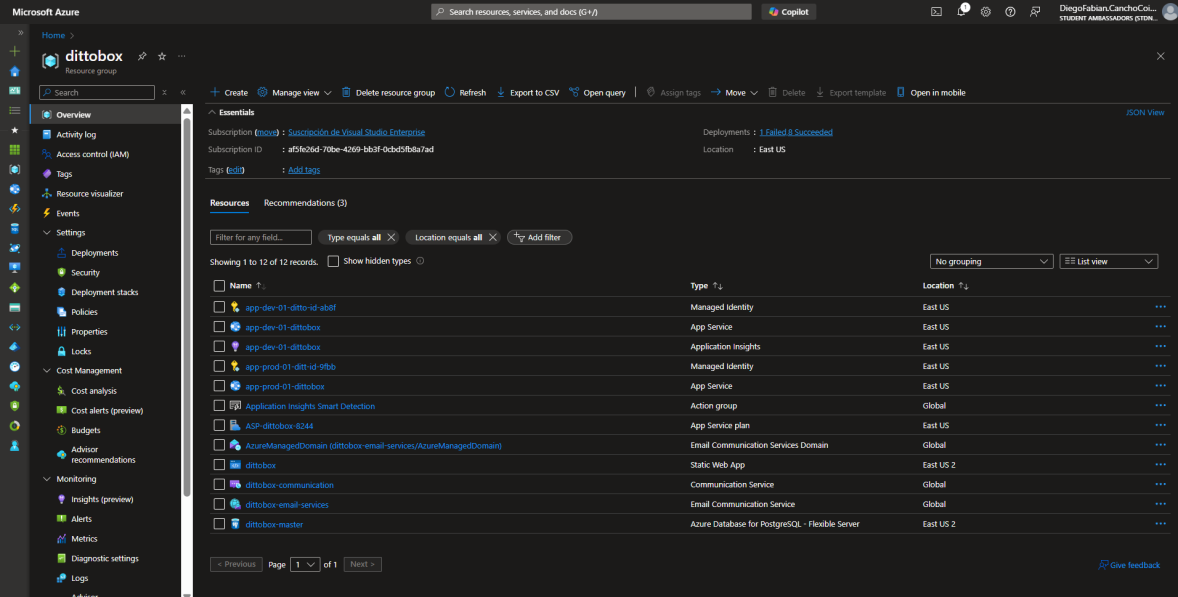 Microsoft Azure
Search resources, services, and docs (G+/)
Copilot
1
DiegoFabian.CanchoCoi...
STUDENT AMBASSADORS (STDN...
Home
dittobox
Resource group
Search
Overview
Activity log
Access control (IAM)
Tags
Resource visualizer
Events
Settings
Deployments
Security
Deployment stacks
Policies
Properties
Locks
Cost Management
Cost analysis
Cost alerts (preview)
Budgets
Advisor
recommendations
Monitoring
Insights (preview)
Alerts
Metrics
Diagnostic settings
Logs
Advisor
Create Manage view Delete resource group Refresh Export to CSV Open query Assign tags Move Delete Export template Open in mobile
Essentials JSON View
Subscription (move) : Suscripción de Visual Studio Enterprise Deployments : 1 Failed,8 Succeeded
Subscription ID : af5fe26d-70be-4269-bb3f-0cbd5fb8a7ad Location : East US
Tags (edit) : Add tags
Resources Recommendations (3)
Filter for any field... Type equals all Location equals all Add filter
Showing 1 to 12 of 12 records. Show hidden types No grouping List view
Name Type Location
app-dev-01-ditto-id-ab8f Managed Identity East US
app-dev-01-dittobox App Service East US
app-dev-01-dittobox Application Insights East US
app-prod-01-ditt-id-9fbb Managed Identity East US
app-prod-01-dittobox App Service East US
Application Insights Smart Detection Action group Global
ASP-dittobox-8244 App Service plan East US
AzureManagedDomain (dittobox-email-services/AzureManagedDomain) Email Communication Services Domain Global
dittobox Static Web App East US 2
dittobox-communication Communication Service Global
dittobox-email-services Email Communication Service Global
dittobox-master Azure Database for PostgreSQL - Flexible Server East US 2
< Previous Page 1 of 1 Next > Give feedback